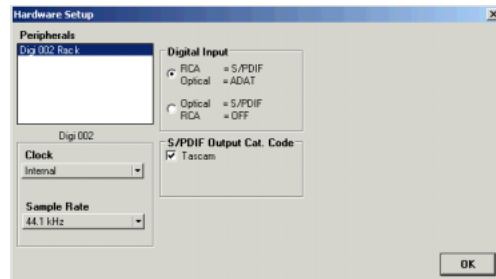 Hardware Setup
Peripherals
Digi 002 Rack
Digi 002
Clock
Internal
Sample Rate
44.1 kHz
Digital Input
RCA = S/PDIF
Optical = ADAT
Optical = S/PDIF
RCA = OFF
S/PDIF Output Cat. Code
Tascam
OK